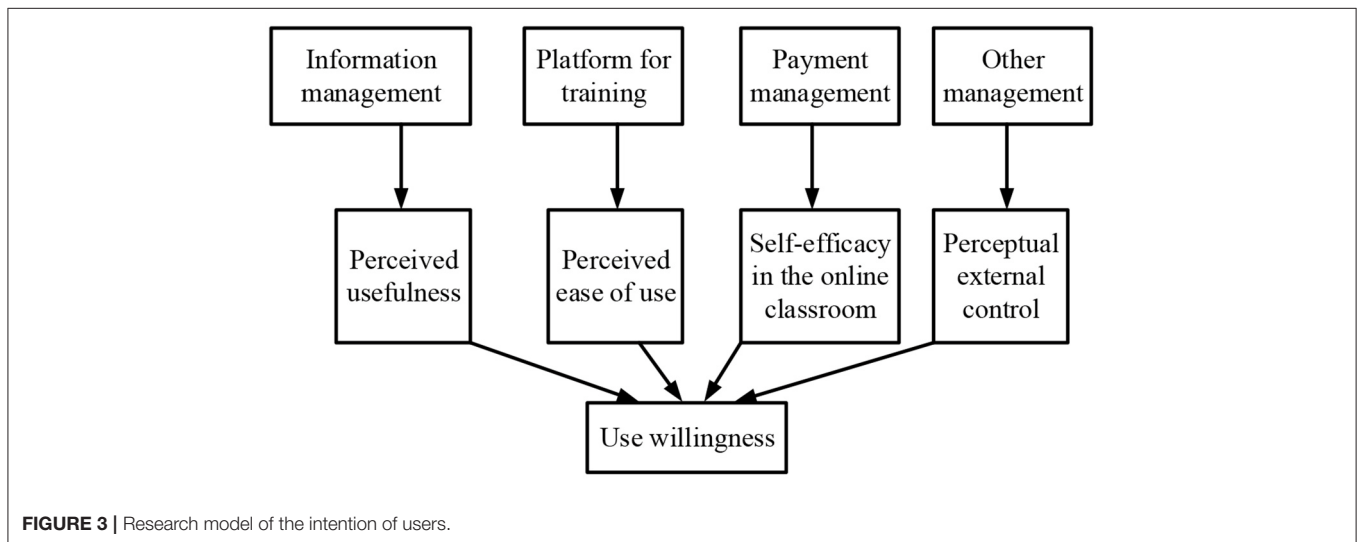 Information
management
Platform for
training
Payment
management
Other
management
Perceived
usefulness
Perceived
ease of use
Self-efficacy
in the online
classroom
Perceptual
external
control
Use willingness
FIGURE 3 | Research model of the intention of users.